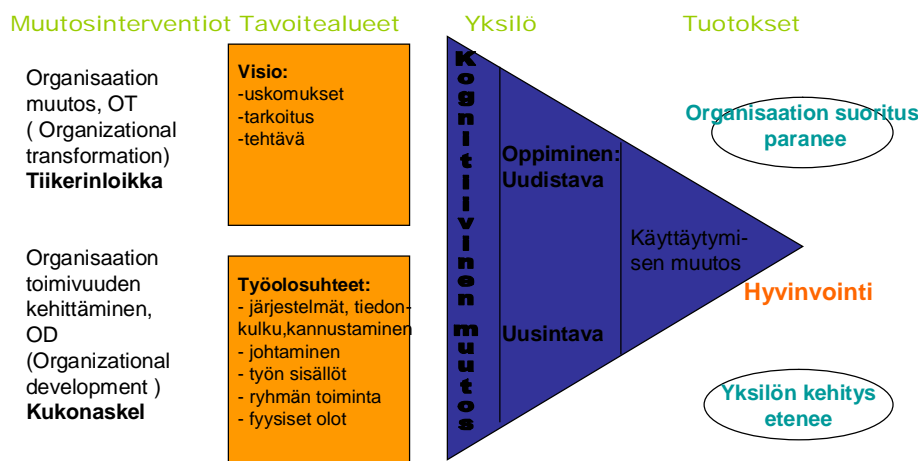 Muutosinterventiot Tavoitealueet Yksilö Tuotokset
Organisaation
muutos, OT
( Organizational
transformation)
Tiikerinloikka
Visio:
-uskomukset
-tarkoitus
-tehtävä
Organisaation
toimivuuden
kehittäminen,
OD
(Organizational
development )
Kukonaskel
Työolosuhteet:
- järjestelmät, tiedon-
kulku,kannustaminen
- johtaminen
- työn sisällöt
- ryhmän toiminta
- fyysiset olot
Kognitiivinen muutos
Oppiminen:
Uudistava
Uusintava
Käyttäytymi-
sen muutos
Organisaation suoritus
paranee
Hyvinvointi
Yksilön kehitys
etenee